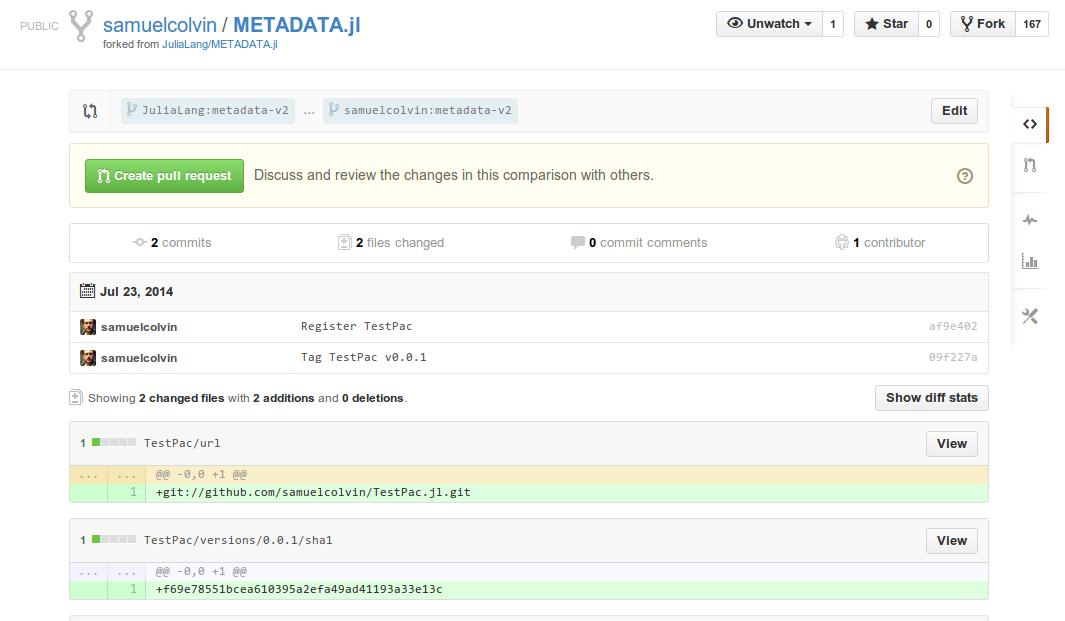 PUBLIC samuelcolvin / METADATA.jl Unwatch 1 Star 0 Fork 167
forked from JuliaLang/METADATA.jl
JuliaLang:metadata-v2 ... samuelcolvin:metadata-v2 Edit
Create pull request Discuss and review the changes in this comparison with others. ?
2 commits 2 files changed 0 commit comments 1 contributor
Jul 23, 2014
samuelcolvin Register TestPac af9e402
samuelcolvin Tag TestPac v0.0.1 09f227a
Showing 2 changed files with 2 additions and 0 deletions. Show diff stats
1 TestPac/url View
... ... @@ -0,0 +1 @@
1 +git://github.com/samuelcolvin/TestPac.jl.git
1 TestPac/versions/0.0.1/sha1 View
... ... @@ -0,0 +1 @@
1 +f69e78551bcea610395a2efa49ad41193a33e13c